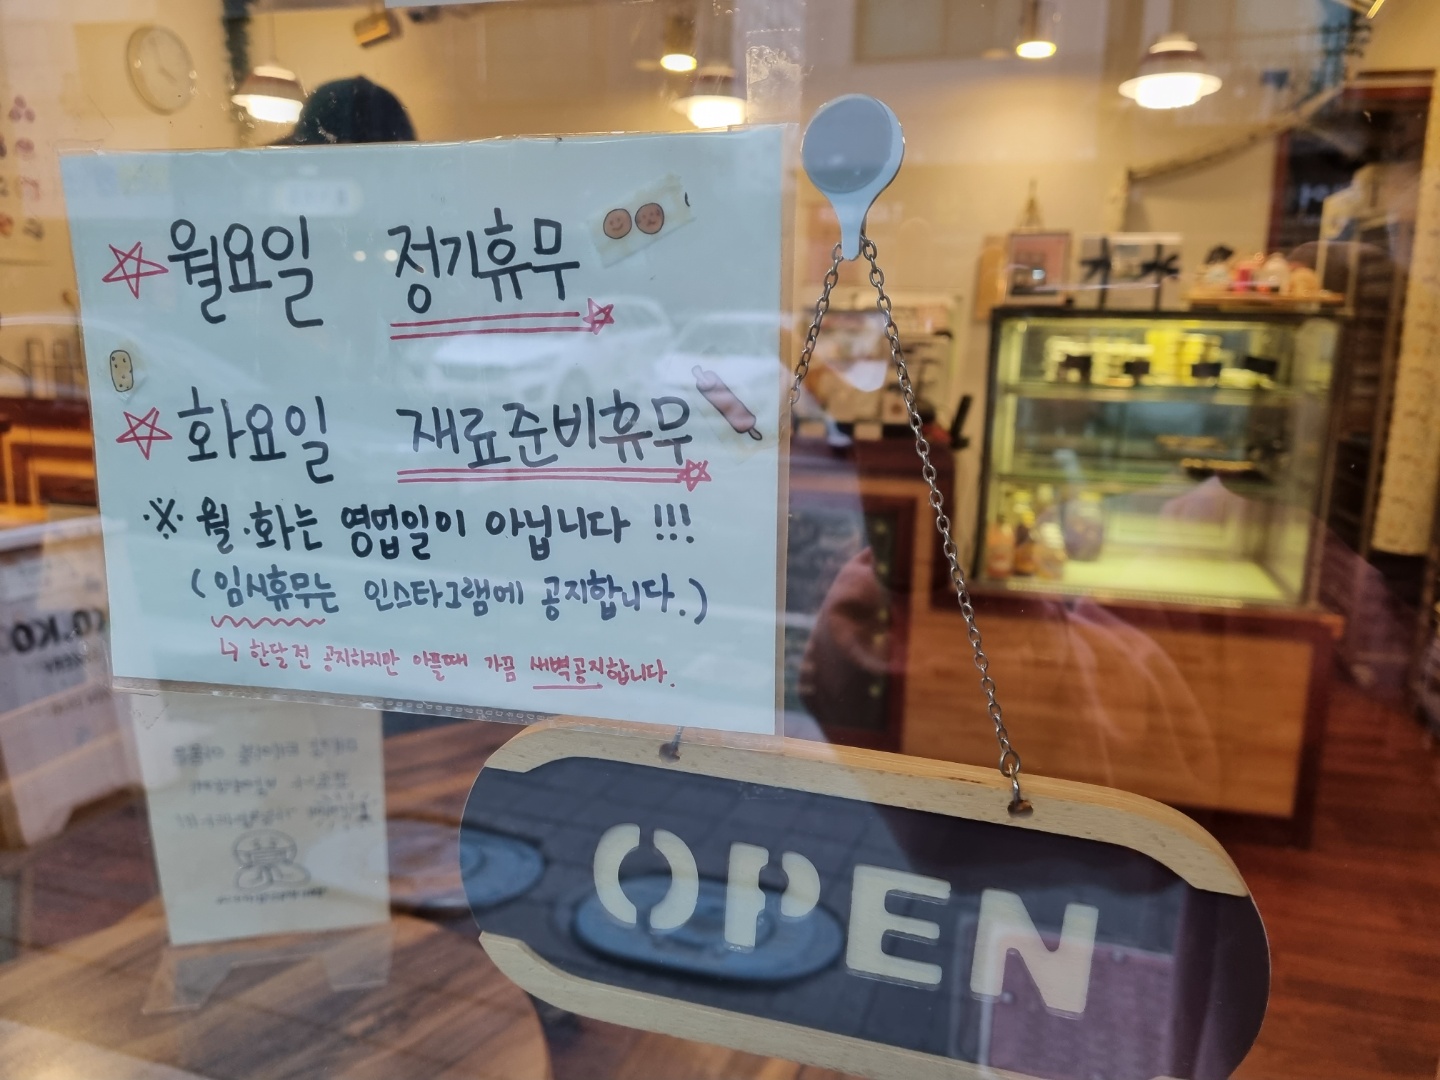 월요일 정기휴무
화요일 재료준비휴무
※ 월·화는 영업일이 아닙니다 !!!
(임시휴무는 인스타그램에 공지합니다.)
↳ 한달전 공지하지만 아플때 가끔 새벽공지합니다.
OPEN